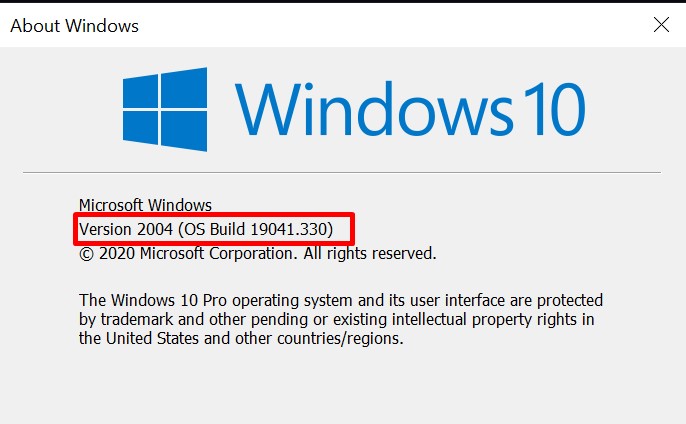 About Windows
Windows 10
Microsoft Windows
Version 2004 (OS Build 19041.330)
© 2020 Microsoft Corporation. All rights reserved.
The Windows 10 Pro operating system and its user interface are protected
by trademark and other pending or existing intellectual property rights in
the United States and other countries/regions.